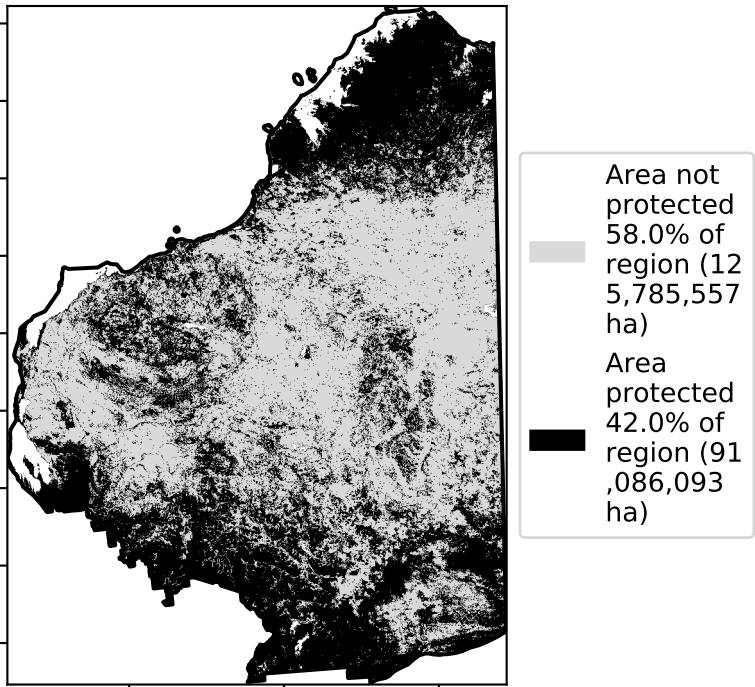 Area not
protected
58.0% of
region (12
5,785,557
ha)
Area
protected
42.0% of
region (91
,086,093
ha)